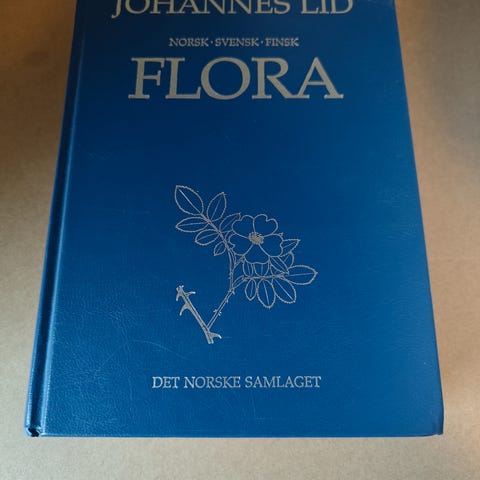 JOHANNES LID
NORSK · SVENSK · FINSK
FLORA
DET NORSKE SAMLAGET